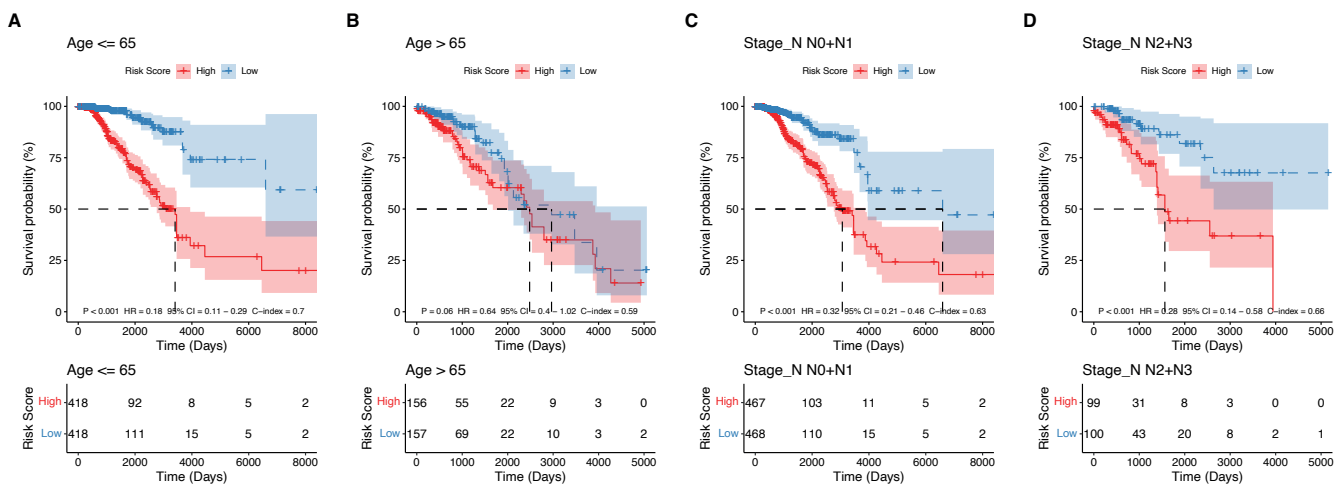 A
Age <= 65
Risk Score High Low
Survival probability (%)
100
75
50
25
0
P < 0.001 HR = 0.18 95% CI = 0.11 − 0.29 C−index = 0.7
0 2000 4000 6000 8000
Time (Days)
Age <= 65
Risk Score
High 418 92 8 5 2
Low 418 111 15 5 2
0 2000 4000 6000 8000
Time (Days)
B
Age > 65
Risk Score High Low
Survival probability (%)
100
75
50
25
0
P = 0.06 HR = 0.64 95% CI = 0.4 − 1.02 C−index = 0.59
0 1000 2000 3000 4000 5000
Time (Days)
Age > 65
Risk Score
High 156 55 22 9 3 0
Low 157 69 22 10 3 2
0 1000 2000 3000 4000 5000
Time (Days)
C
Stage_N N0+N1
Risk Score High Low
Survival probability (%)
100
75
50
25
0
P < 0.001 HR = 0.32 95% CI = 0.21 − 0.46 C−index = 0.63
0 2000 4000 6000 8000
Time (Days)
Stage_N N0+N1
Risk Score
High 467 103 11 5 2
Low 468 110 15 5 2
0 2000 4000 6000 8000
Time (Days)
D
Stage_N N2+N3
Risk Score High Low
Survival probability (%)
100
75
50
25
0
P < 0.001 HR = 0.28 95% CI = 0.14 − 0.58 C−index = 0.66
0 1000 2000 3000 4000 5000
Time (Days)
Stage_N N2+N3
Risk Score
High 99 31 8 3 0 0
Low 100 43 20 8 2 1
0 1000 2000 3000 4000 5000
Time (Days)